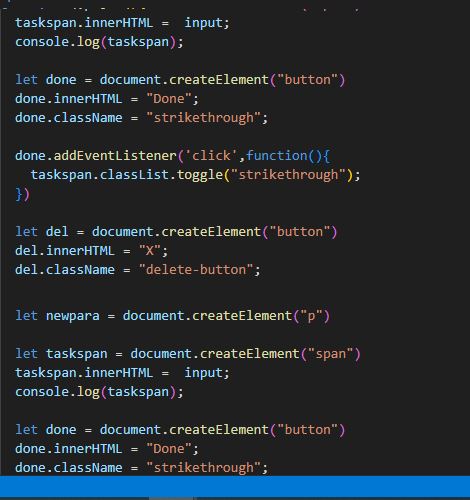 taskspan.innerHTML =  input;
console.log(taskspan);
let done = document.createElement("button")
done.innerHTML = "Done";
done.className = "strikethrough";
done.addEventListener('click',function(){
  taskspan.classList.toggle("strikethrough");
})
let del = document.createElement("button")
del.innerHTML = "X";
del.className = "delete-button";
let newpara = document.createElement("p")
let taskspan = document.createElement("span")
taskspan.innerHTML =  input;
console.log(taskspan);
let done = document.createElement("button")
done.innerHTML = "Done";
done.className = "strikethrough";